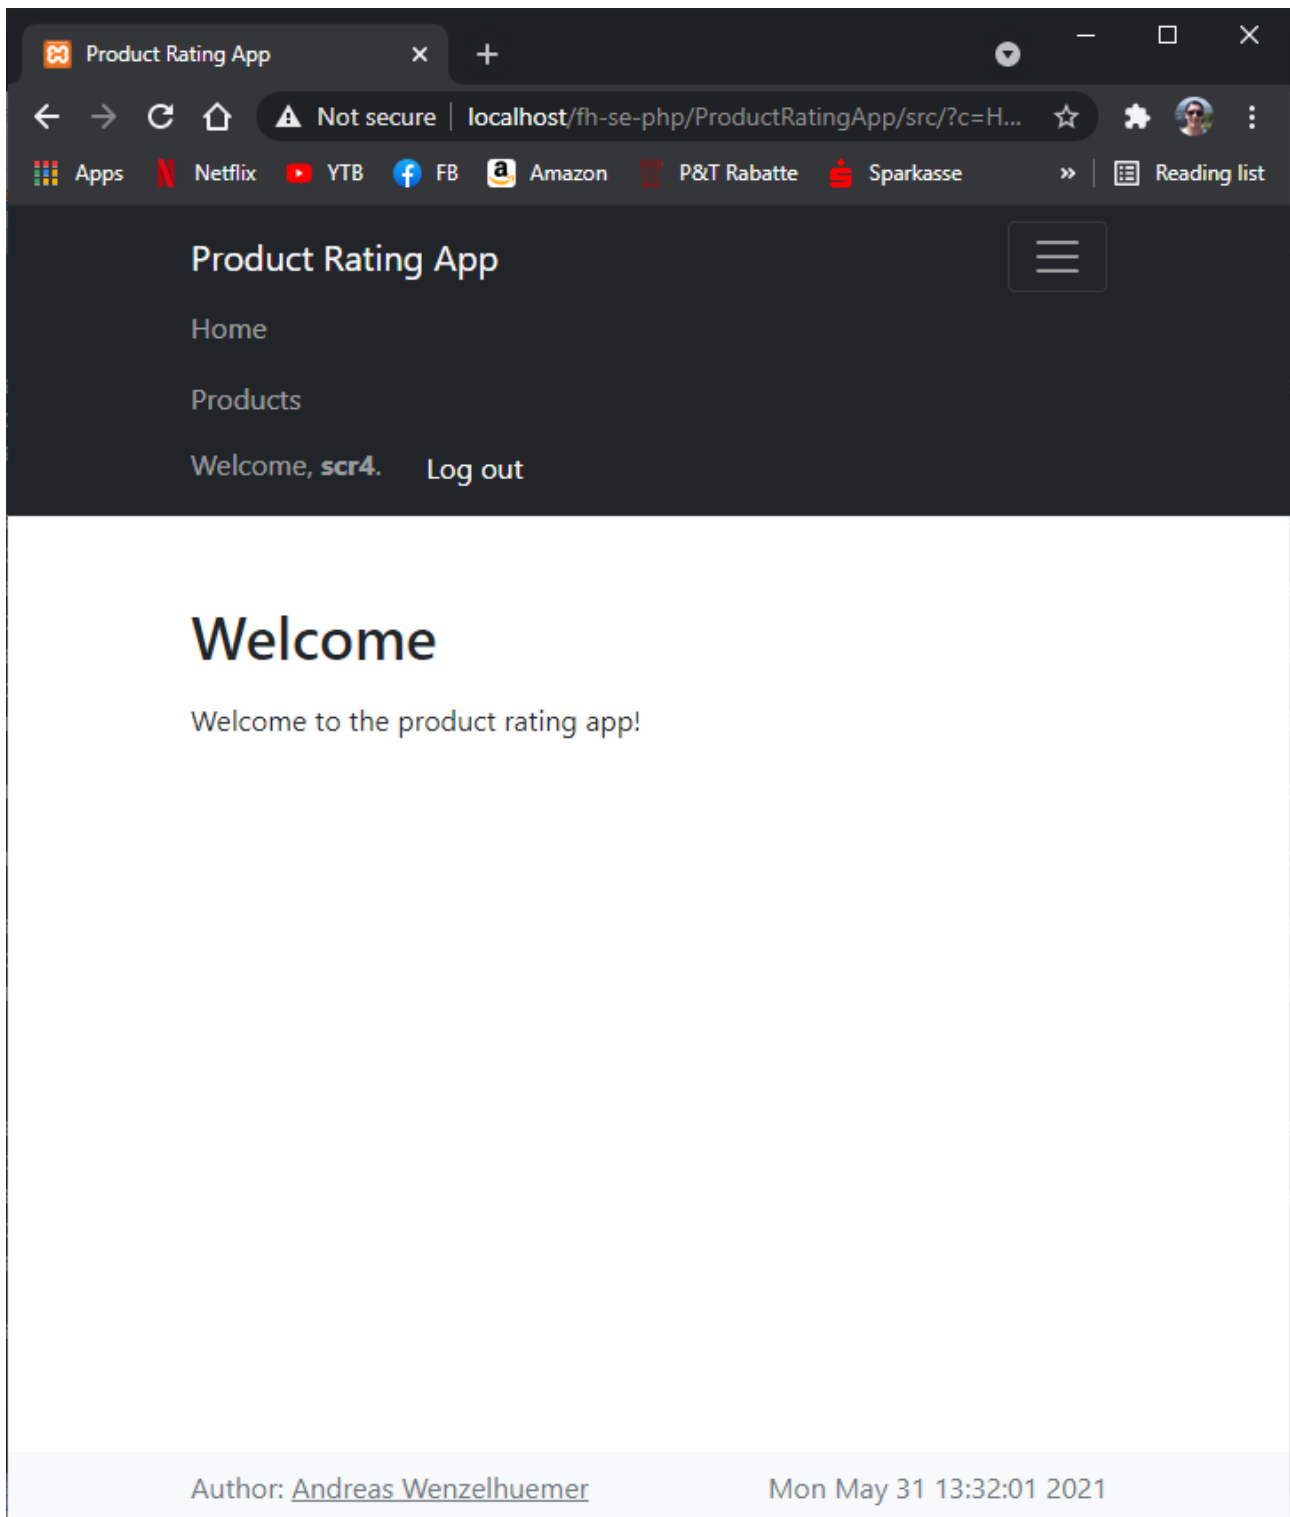 Product Rating App
Not secure | localhost/fh-se-php/ProductRatingApp/src/?c=H...
Apps Netflix YTB FB Amazon P&T Rabatte Sparkasse » Reading list
Product Rating App
Home
Products
Welcome, scr4. Log out
Welcome
Welcome to the product rating app!
Author: Andreas Wenzelhuemer Mon May 31 13:32:01 2021